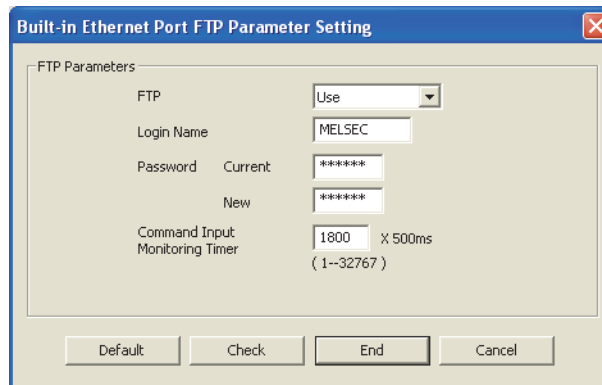 Built-in Ethernet Port FTP Parameter Setting
FTP Parameters
FTP Use
Login Name MELSEC
Password Current ******
New ******
Command Input
Monitoring Timer 1800 X 500ms
( 1--32767 )
Default Check End Cancel